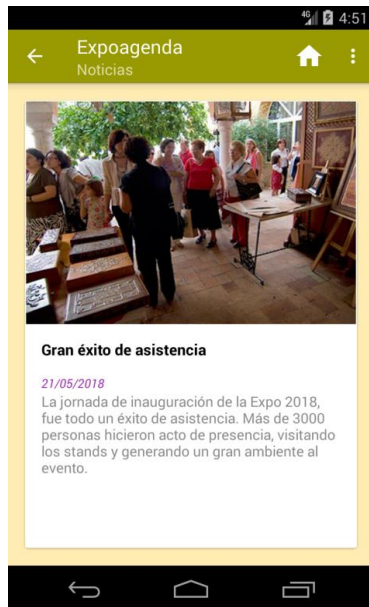 4G 4:51
Expoagenda
Noticias
Gran éxito de asistencia
21/05/2018
La jornada de inauguración de la Expo 2018,
fue todo un éxito de asistencia. Más de 3000
personas hicieron acto de presencia, visitando
los stands y generando un gran ambiente al
evento.